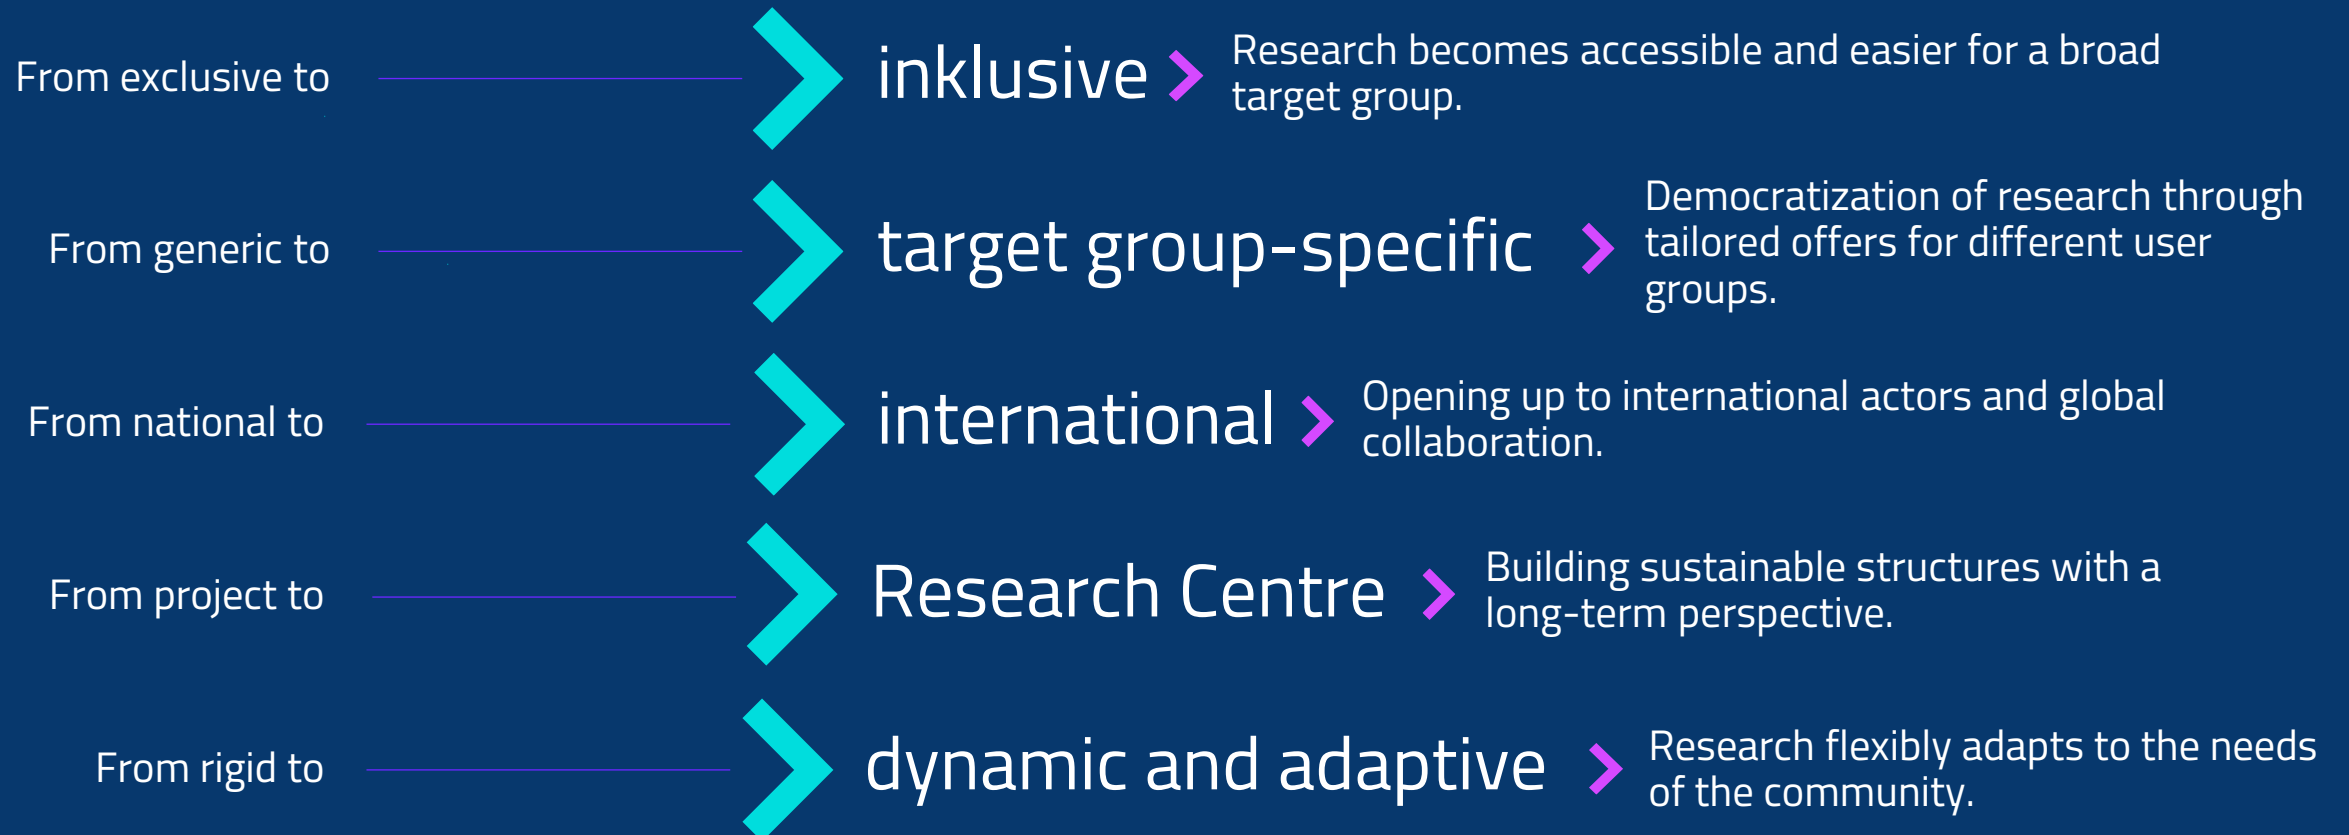 From exclusive to
inklusive
Research becomes accessible and easier for a broad
target group.
From generic to
target group-specific
Democratization of research through
tailored offers for different user
groups.
From national to
international
Opening up to international actors and global
collaboration.
From project to
Research Centre
Building sustainable structures with a
long-term perspective.
From rigid to
dynamic and adaptive
Research flexibly adapts to the needs
of the community.